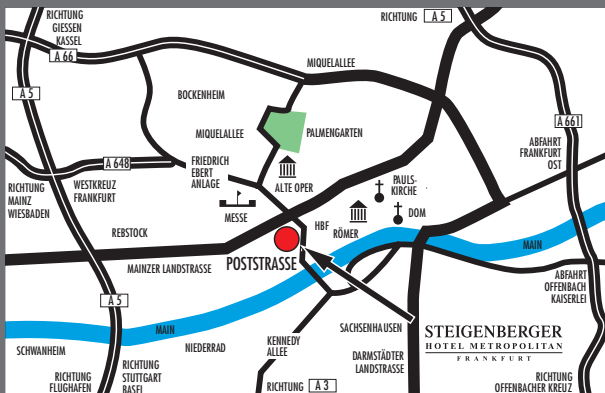 RICHTUNG
GIESSEN
KASSEL
A 66
A 5
RICHTUNG A 5
MIQUELALLEE
BOCKENHEIM
A 661
MIQUELALLEE
PALMENGARTEN
ABFAHRT
FRANKFURT
OST
A 648
FRIEDRICH
EBERT
ANLAGE
ALTE OPER
PAULS-
KIRCHE
RICHTUNG
MAINZ
WIESBADEN
WESTKREUZ
FRANKFURT
MESSE
DOM
HBF
RÖMER
REBSTOCK
MAIN
POSTSTRASSE
MAINZER LANDSTRASSE
ABFAHRT
OFFENBACH
KAISERLEI
A 5
MAIN
SACHSENHAUSEN
STEIGENBERGER
HOTEL METROPOLITAN
FRANKFURT
SCHWANHEIM
NIEDERRAD
KENNEDY
ALLEE
DARMSTÄDTER
LANDSTRASSE
RICHTUNG
FLUGHAFEN
RICHTUNG
STUTTGART
BASEL
RICHTUNG A 3
RICHTUNG
OFFENBACHER KREUZ